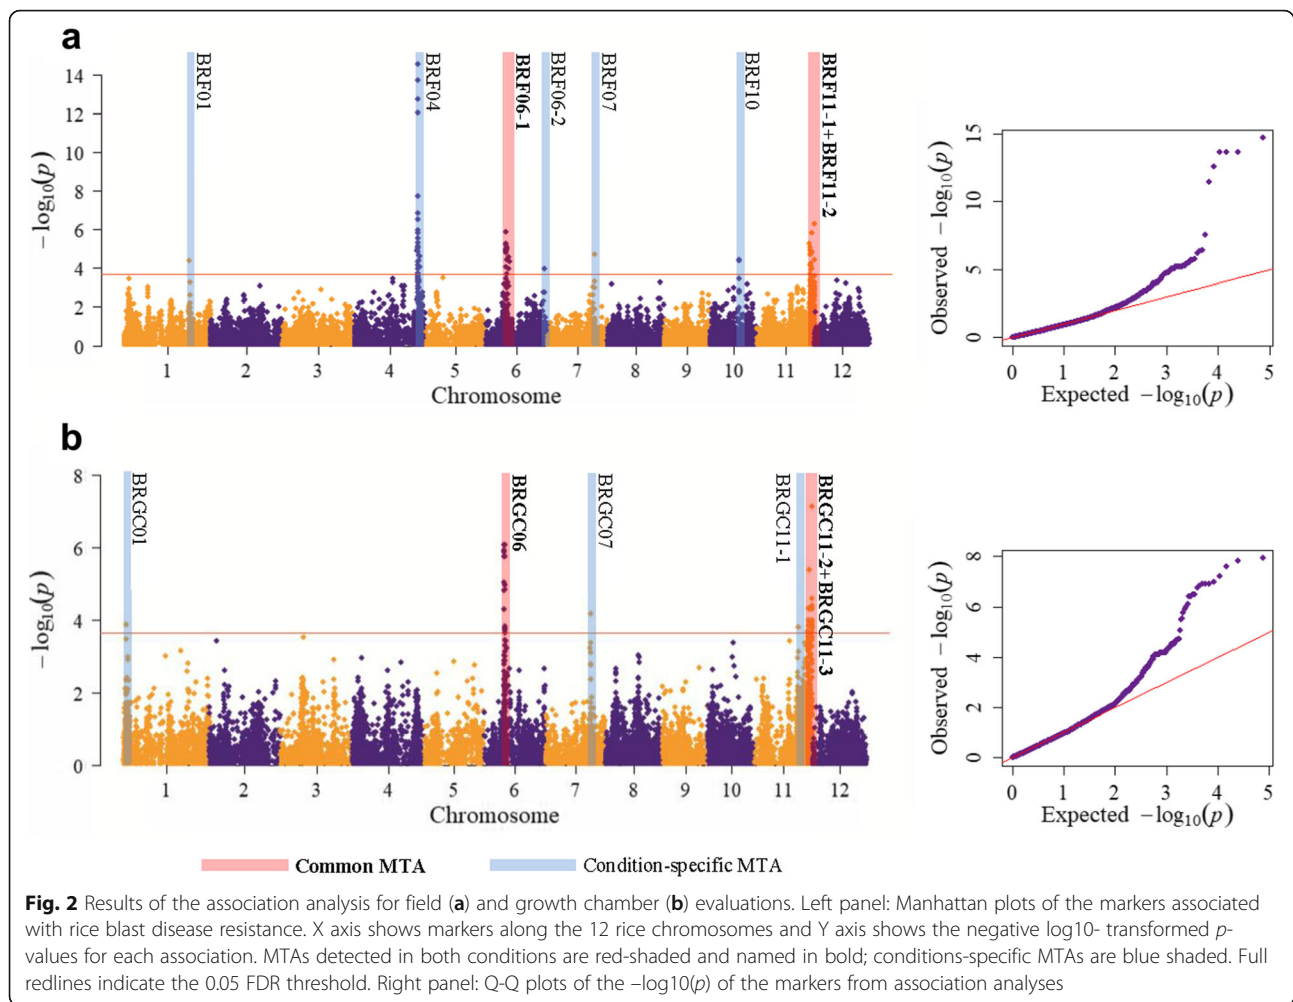 a
BRF01
BRF04
BRF06-1
BRF06-2
BRF07
BRF10
BRF11-1+BRF11-2
14
12
10
8
6
4
2
0
−log10(p)
1 2 3 4 5 6 7 8 9 10 11 12
Chromosome
15
10
5
0
Observed −log10(p)
0 1 2 3 4 5
Expected −log10(p)
b
BRGC01
BRGC06
BRGC07
BRGC11-1
BRGC11-2+BRGC11-3
8
6
4
2
0
−log10(p)
1 2 3 4 5 6 7 8 9 10 11 12
Chromosome
8
6
4
2
0
Observed −log10(p)
0 1 2 3 4 5
Expected −log10(p)
Common MTA
Condition-specific MTA
Fig. 2 Results of the association analysis for field (a) and growth chamber (b) evaluations. Left panel: Manhattan plots of the markers associated
with rice blast disease resistance. X axis shows markers along the 12 rice chromosomes and Y axis shows the negative log10- transformed p-
values for each association. MTAs detected in both conditions are red-shaded and named in bold; conditions-specific MTAs are blue shaded. Full
redlines indicate the 0.05 FDR threshold. Right panel: Q-Q plots of the –log10(p) of the markers from association analyses